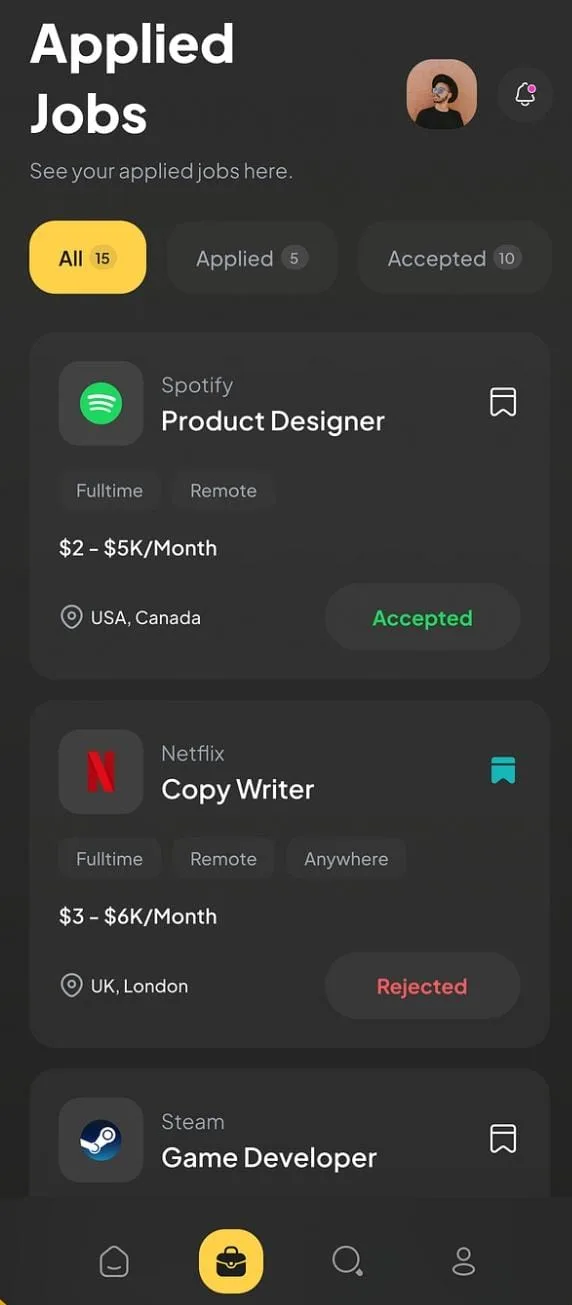 Applied
Jobs
See your applied jobs here.
All 15 Applied 5 Accepted 10
Spotify
Product Designer
Fulltime Remote
$2 - $5K/Month
USA, Canada Accepted
Netflix
N
Copy Writer
Fulltime Remote Anywhere
$3 - $6K/Month
UK, London Rejected
Steam
Game Developer